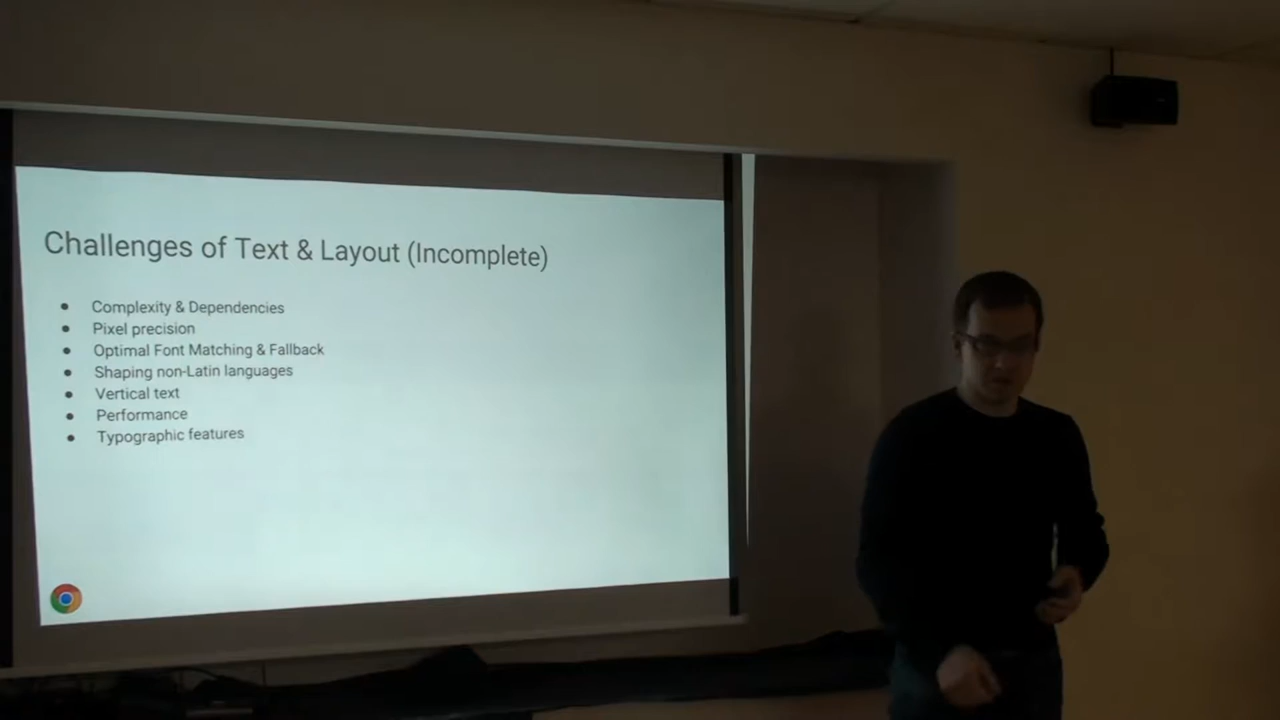 Challenges of Text & Layout (Incomplete)
● Complexity & Dependencies
● Pixel precision
● Optimal Font Matching & Fallback
● Shaping non-Latin languages
● Vertical text
● Performance
● Typographic features